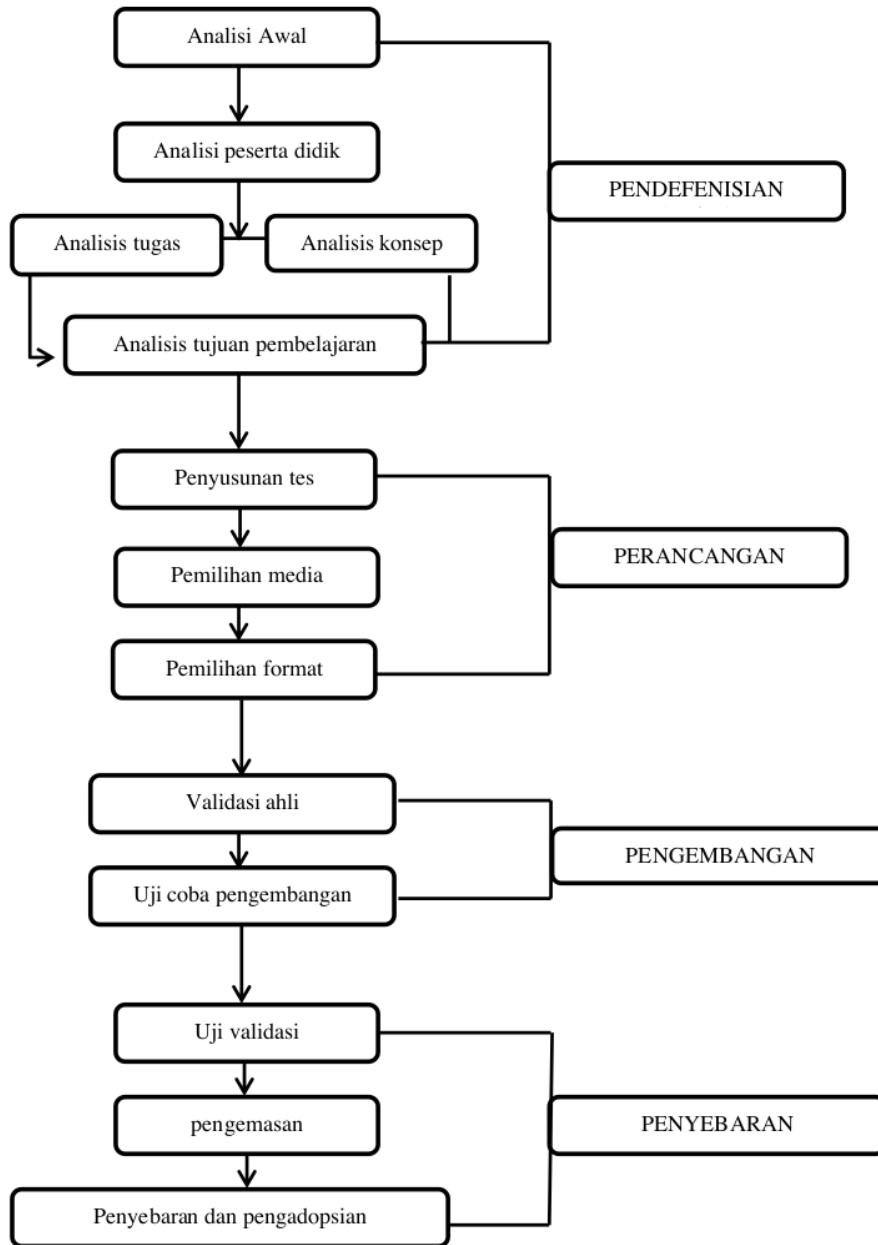 Analisi Awal
Analisi peserta didik
PENDEFENISIAN
Analisis tugas
Analisis konsep
Analisis tujuan pembelajaran
Penyusunan tes
PERANCANGAN
Pemilihan media
Pemilihan format
Validasi ahli
PENGEMBANGAN
Uji coba pengembangan
Uji validasi
pengemasan
PENYEBARAN
Penyebaran dan pengadopsian